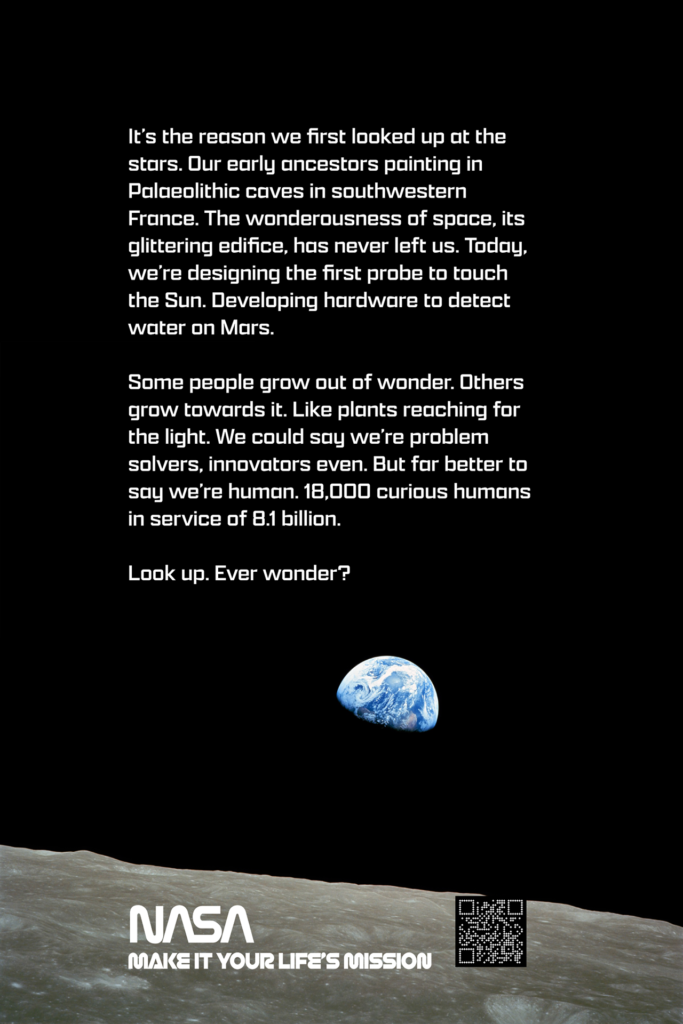 It's the reason we first looked up at the
stars. Our early ancestors painting in
Palaeolithic caves in southwestern
France. The wonderousness of space, its
glittering edifice, has never left us. Today,
we're designing the first probe to touch
the Sun. Developing hardware to detect
water on Mars.
Some people grow out of wonder. Others
grow towards it. Like plants reaching for
the light. We could say we're problem
solvers, innovators even. But far better to
say we're human. 18,000 curious humans
in service of 8.1 billion.
Look up. Ever wonder?
NASA
MAKE IT YOUR LIFE'S MISSION